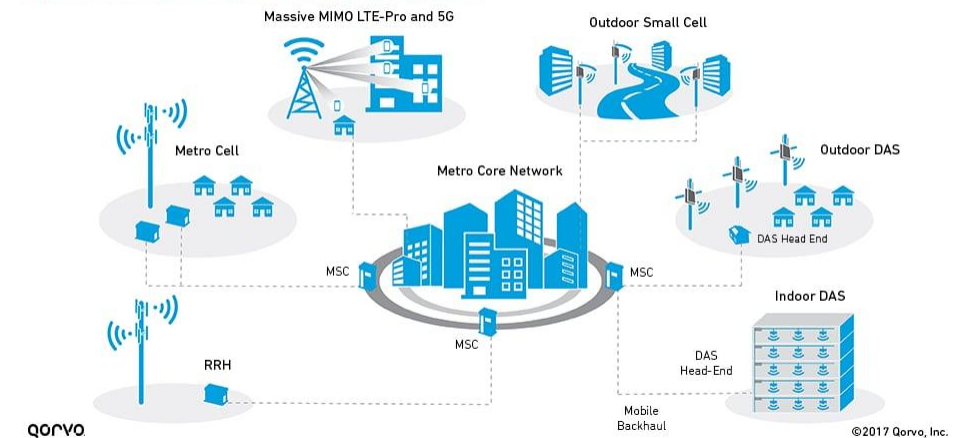 Massive MIMO LTE-Pro and 5G
Outdoor Small Cell
Metro Cell
Outdoor DAS
Metro Core Network
DAS Head End
MSC
MSC
Indoor DAS
MSC
RRH
DAS
Head-End
Mobile
Backhaul
QORVO
©2017 Qorvo, Inc.